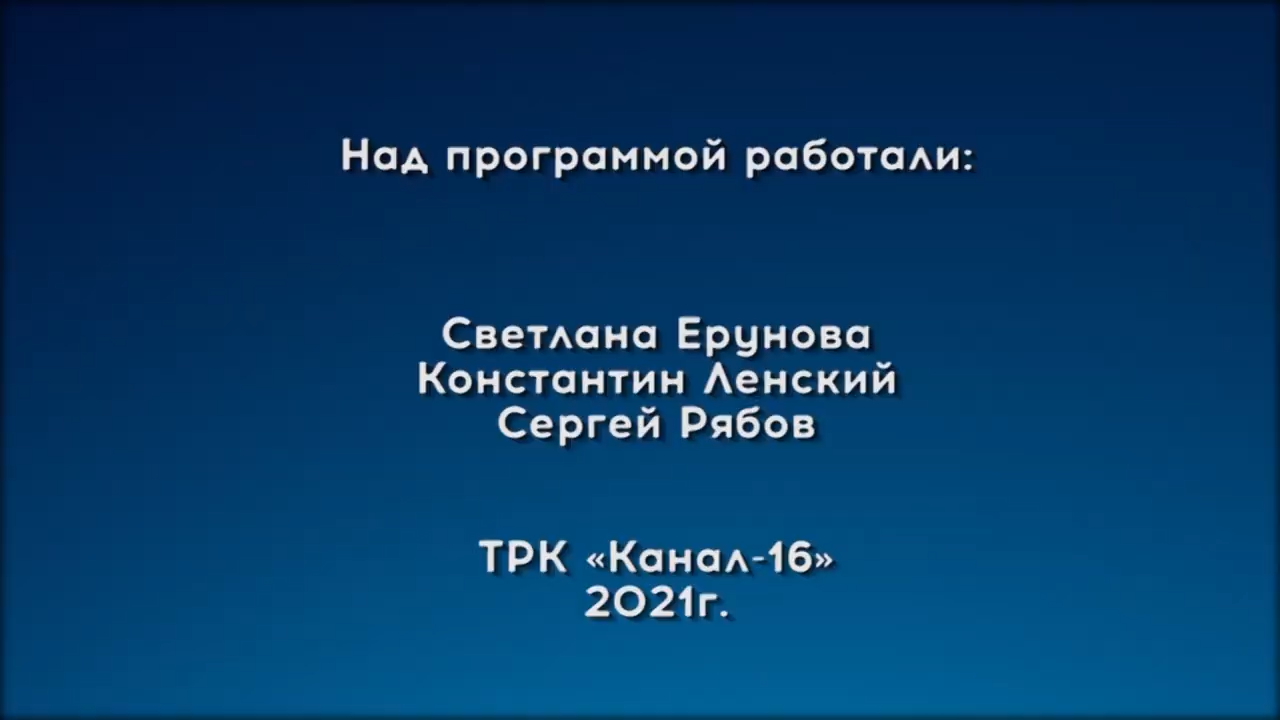 Над программой работали:
Светлана Ерунова
Константин Ленский
Сергей Рябов
ТРК «Канал-16»
2021г.